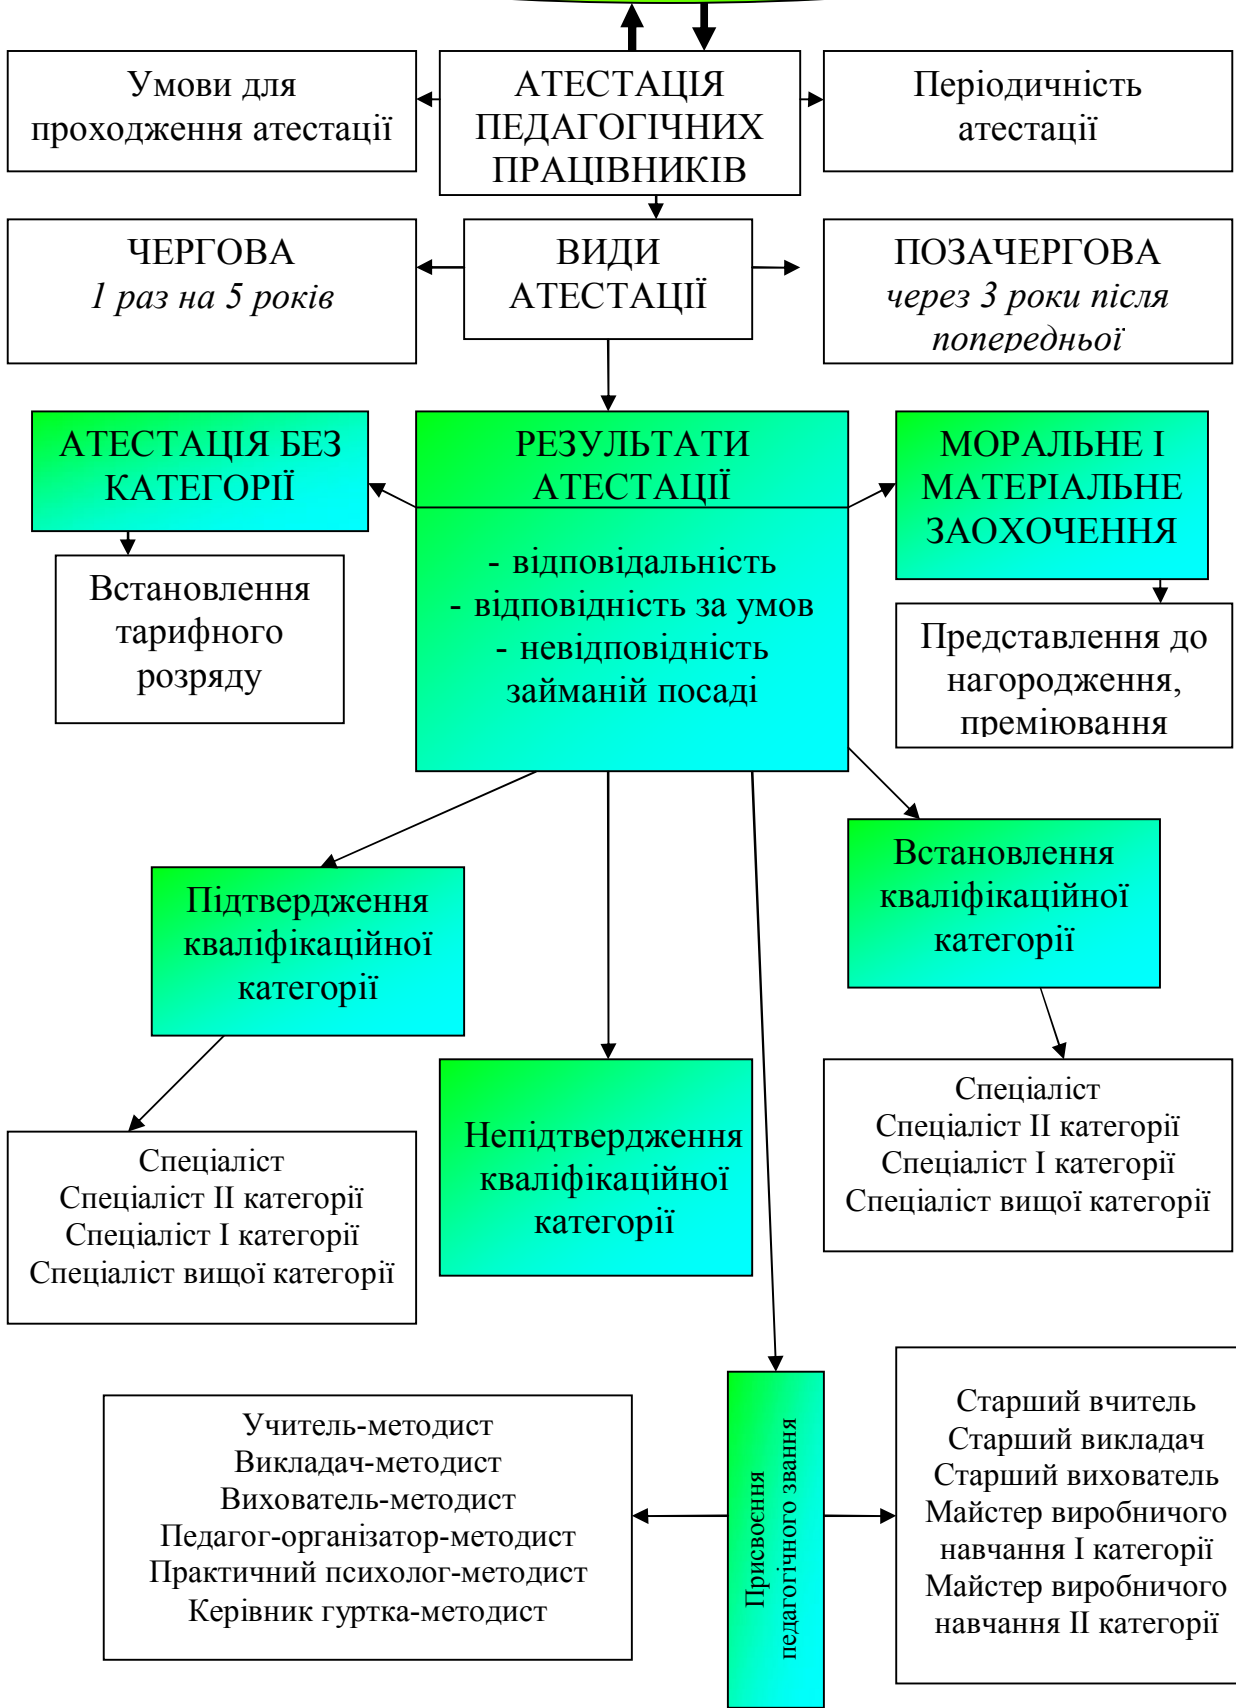 Умови для
проходження атестації
АТЕСТАЦІЯ
ПЕДАГОГІЧНИХ
ПРАЦІВНИКІВ
Періодичність
атестації
ЧЕРГОВА
1 раз на 5 років
ВИДИ
АТЕСТАЦІЇ
ПОЗАЧЕРГОВА
через 3 роки після
попередньої
АТЕСТАЦІЯ БЕЗ
КАТЕГОРІЇ
РЕЗУЛЬТАТИ
АТЕСТАЦІЇ
МОРАЛЬНЕ І
МАТЕРІАЛЬНЕ
ЗАОХОЧЕННЯ
Встановлення
тарифного
розряду
- відповідальність
- відповідність за умов
- невідповідність
займаній посаді
Представлення до
нагородження,
преміювання
Підтвердження
кваліфікаційної
категорії
Встановлення
кваліфікаційної
категорії
Непідтвердження
кваліфікаційної
категорії
Спеціаліст
Спеціаліст ІІ категорії
Спеціаліст І категорії
Спеціаліст вищої категорії
Спеціаліст
Спеціаліст ІІ категорії
Спеціаліст І категорії
Спеціаліст вищої категорії
Учитель-методист
Викладач-методист
Вихователь-методист
Педагог-організатор-методист
Практичний психолог-методист
Керівник гуртка-методист
Присвоєння
педагогічного звання
Старший вчитель
Старший викладач
Старший вихователь
Майстер виробничого
навчання І категорії
Майстер виробничого
навчання ІІ категорії